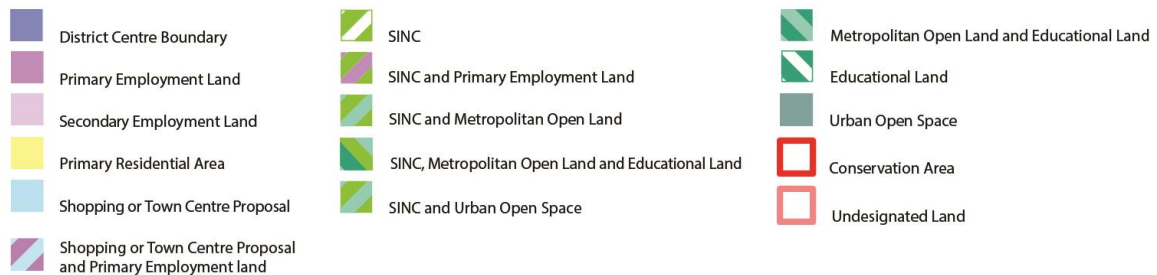 District Centre Boundary
Primary Employment Land
Secondary Employment Land
Primary Residential Area
Shopping or Town Centre Proposal
Shopping or Town Centre Proposal
and Primary Employment land
SINC
SINC and Primary Employment Land
SINC and Metropolitan Open Land
SINC, Metropolitan Open Land and Educational Land
SINC and Urban Open Space
Metropolitan Open Land and Educational Land
Educational Land
Urban Open Space
Conservation Area
Undesignated Land